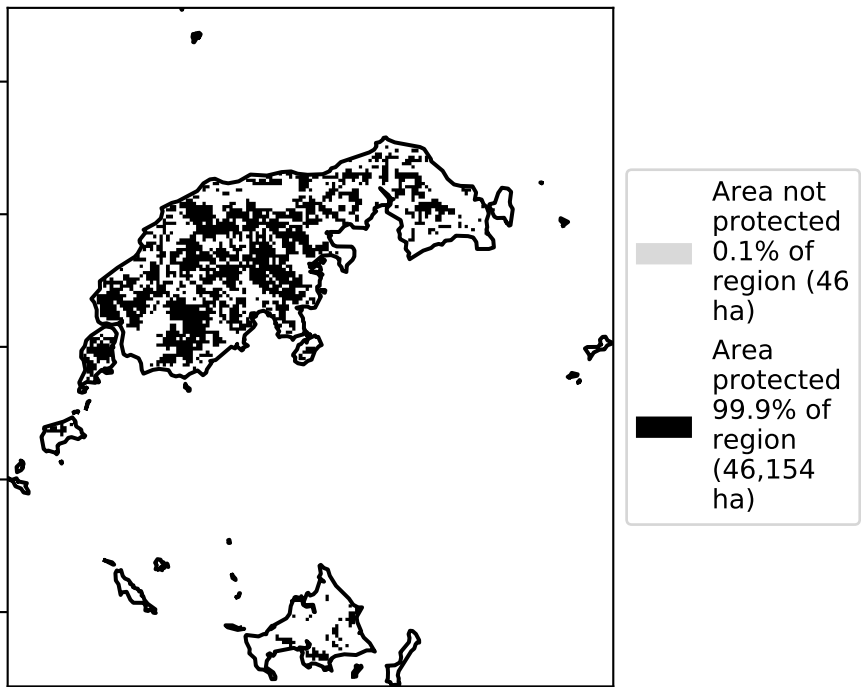 Area not
protected
0.1% of
region (46
ha)
Area
protected
99.9% of
region
(46,154
ha)